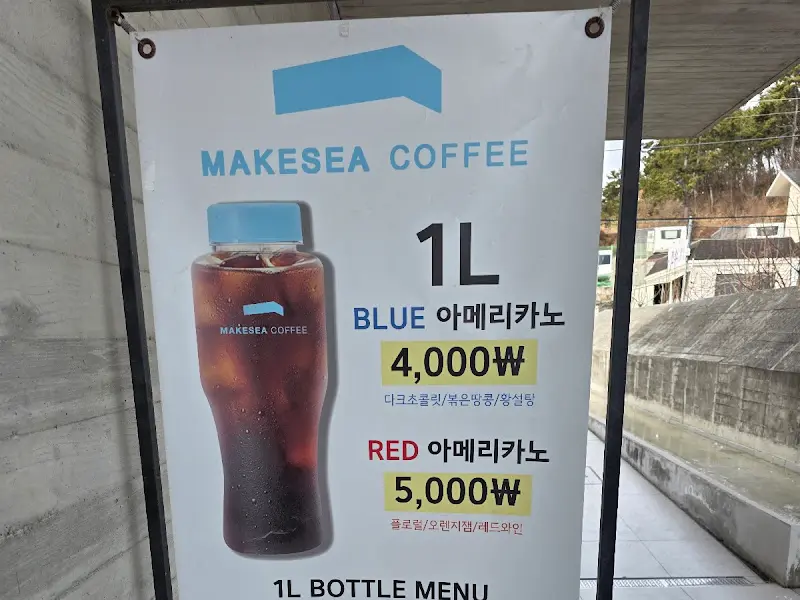 MAKESEA COFFEE
MAKESEA COFFEE
1L
BLUE 아메리카노
4,000₩
다크초콜릿/볶은땅콩/왕설탕
RED 아메리카노
5,000₩
플로럴/오렌지잼/레드와인
1L BOTTLE MENU